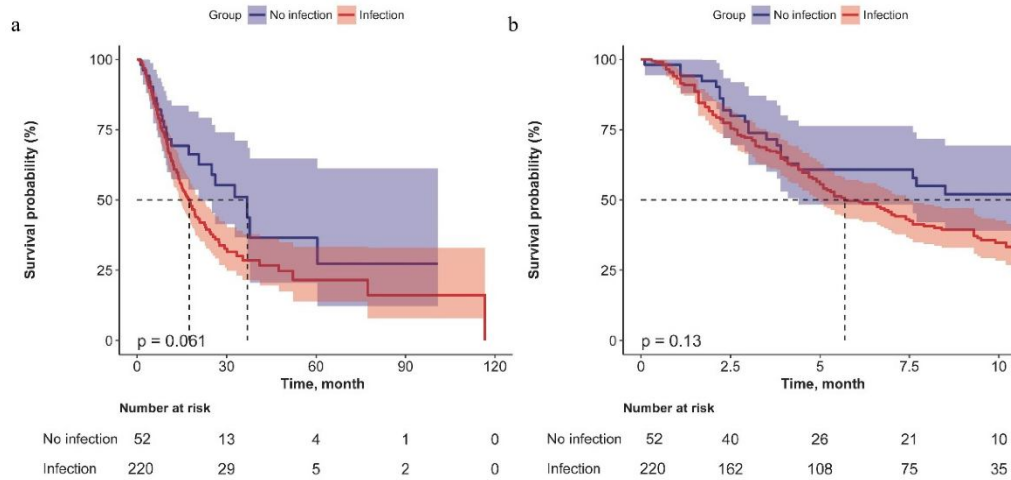 a
Group No infection Infection
Survival probability (%)
100
75
50
25
0
p = 0.061
0 30 60 90 120
Time, month
Number at risk
No infection 52 13 4 1 0
Infection 220 29 5 2 0
b
Group No infection Infection
Survival probability (%)
100
75
50
25
0
p = 0.13
0 2.5 5 7.5 10
Time, month
Number at risk
No infection 52 40 26 21 10
Infection 220 162 108 75 35